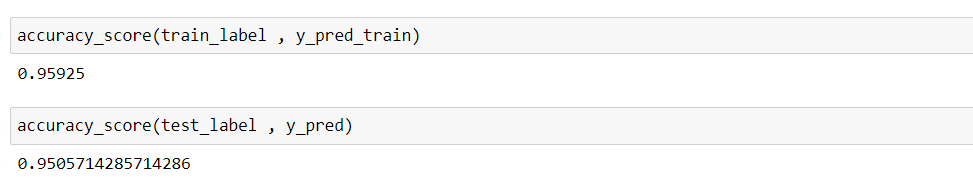 accuracy_score(train_label , y_pred_train)
0.95925
accuracy_score(test_label , y_pred)
0.9505714285714286